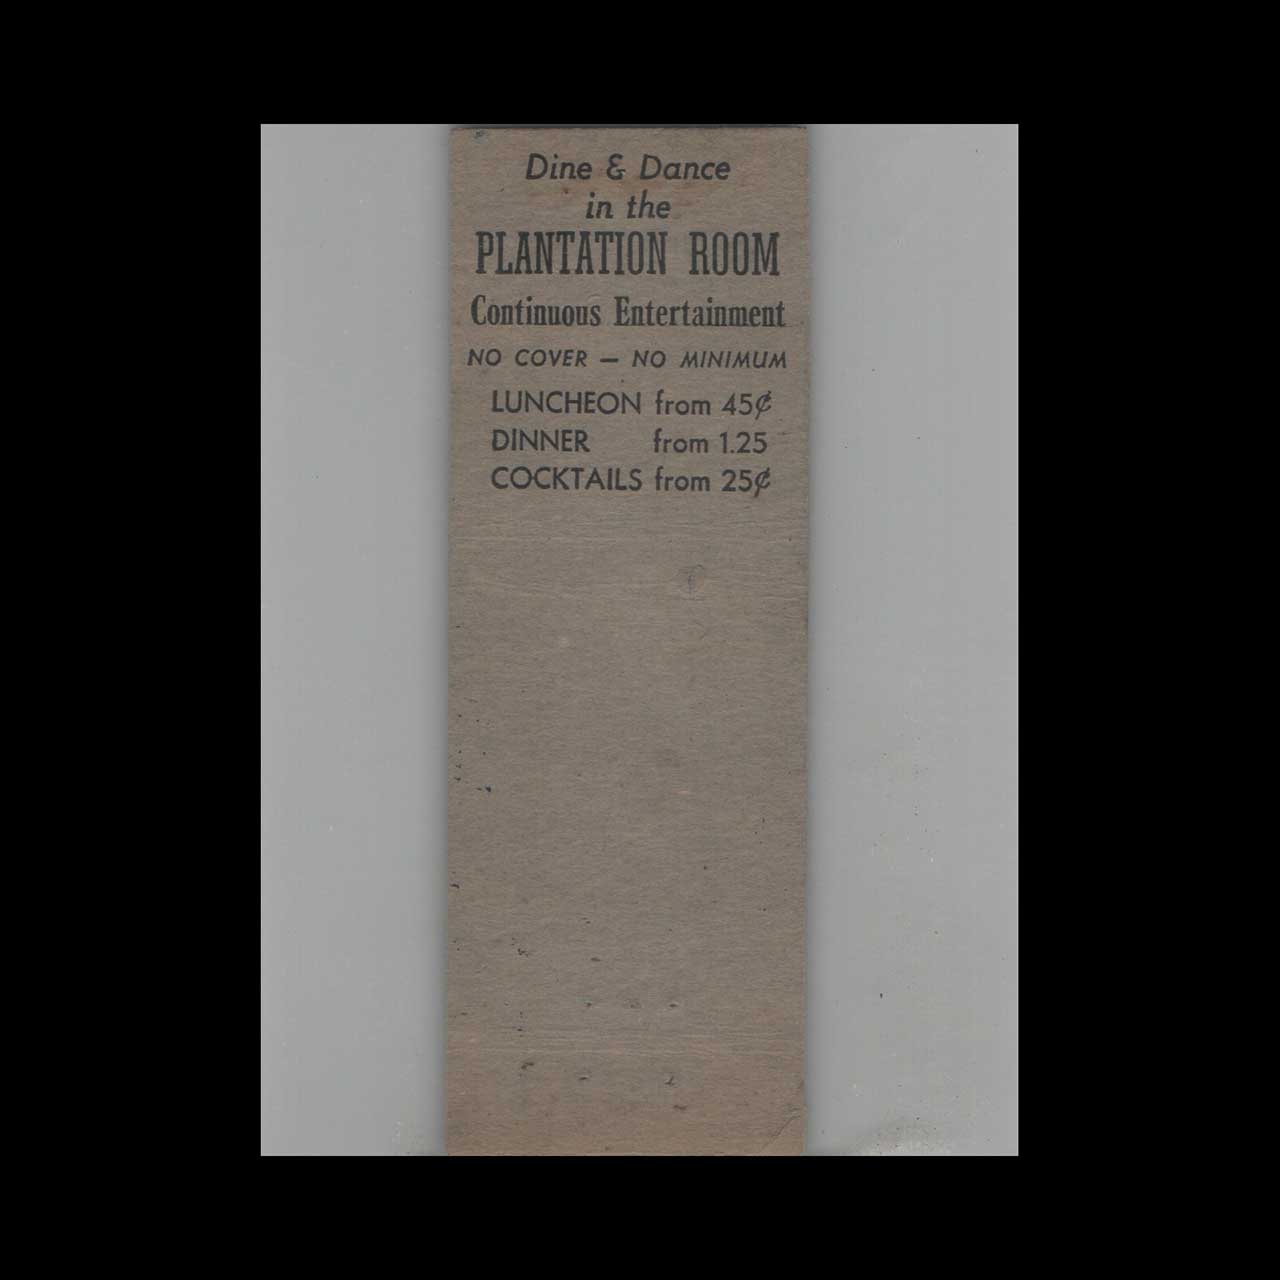 Dine & Dance
in the
PLANTATION ROOM
Continuous Entertainment
NO COVER — NO MINIMUM
LUNCHEON from 45¢
DINNER from 1.25
COCKTAILS from 25¢